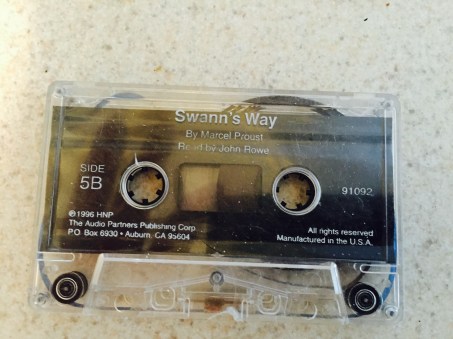 Swann's Way
By Marcel Proust
Read by John Rowe
SIDE
5B
91092
℗ 1996 HNP
The Audio Partners Publishing Corp.
P.O. Box 6930 • Auburn, CA 95604
All rights reserved
Manufactured in the U.S.A.